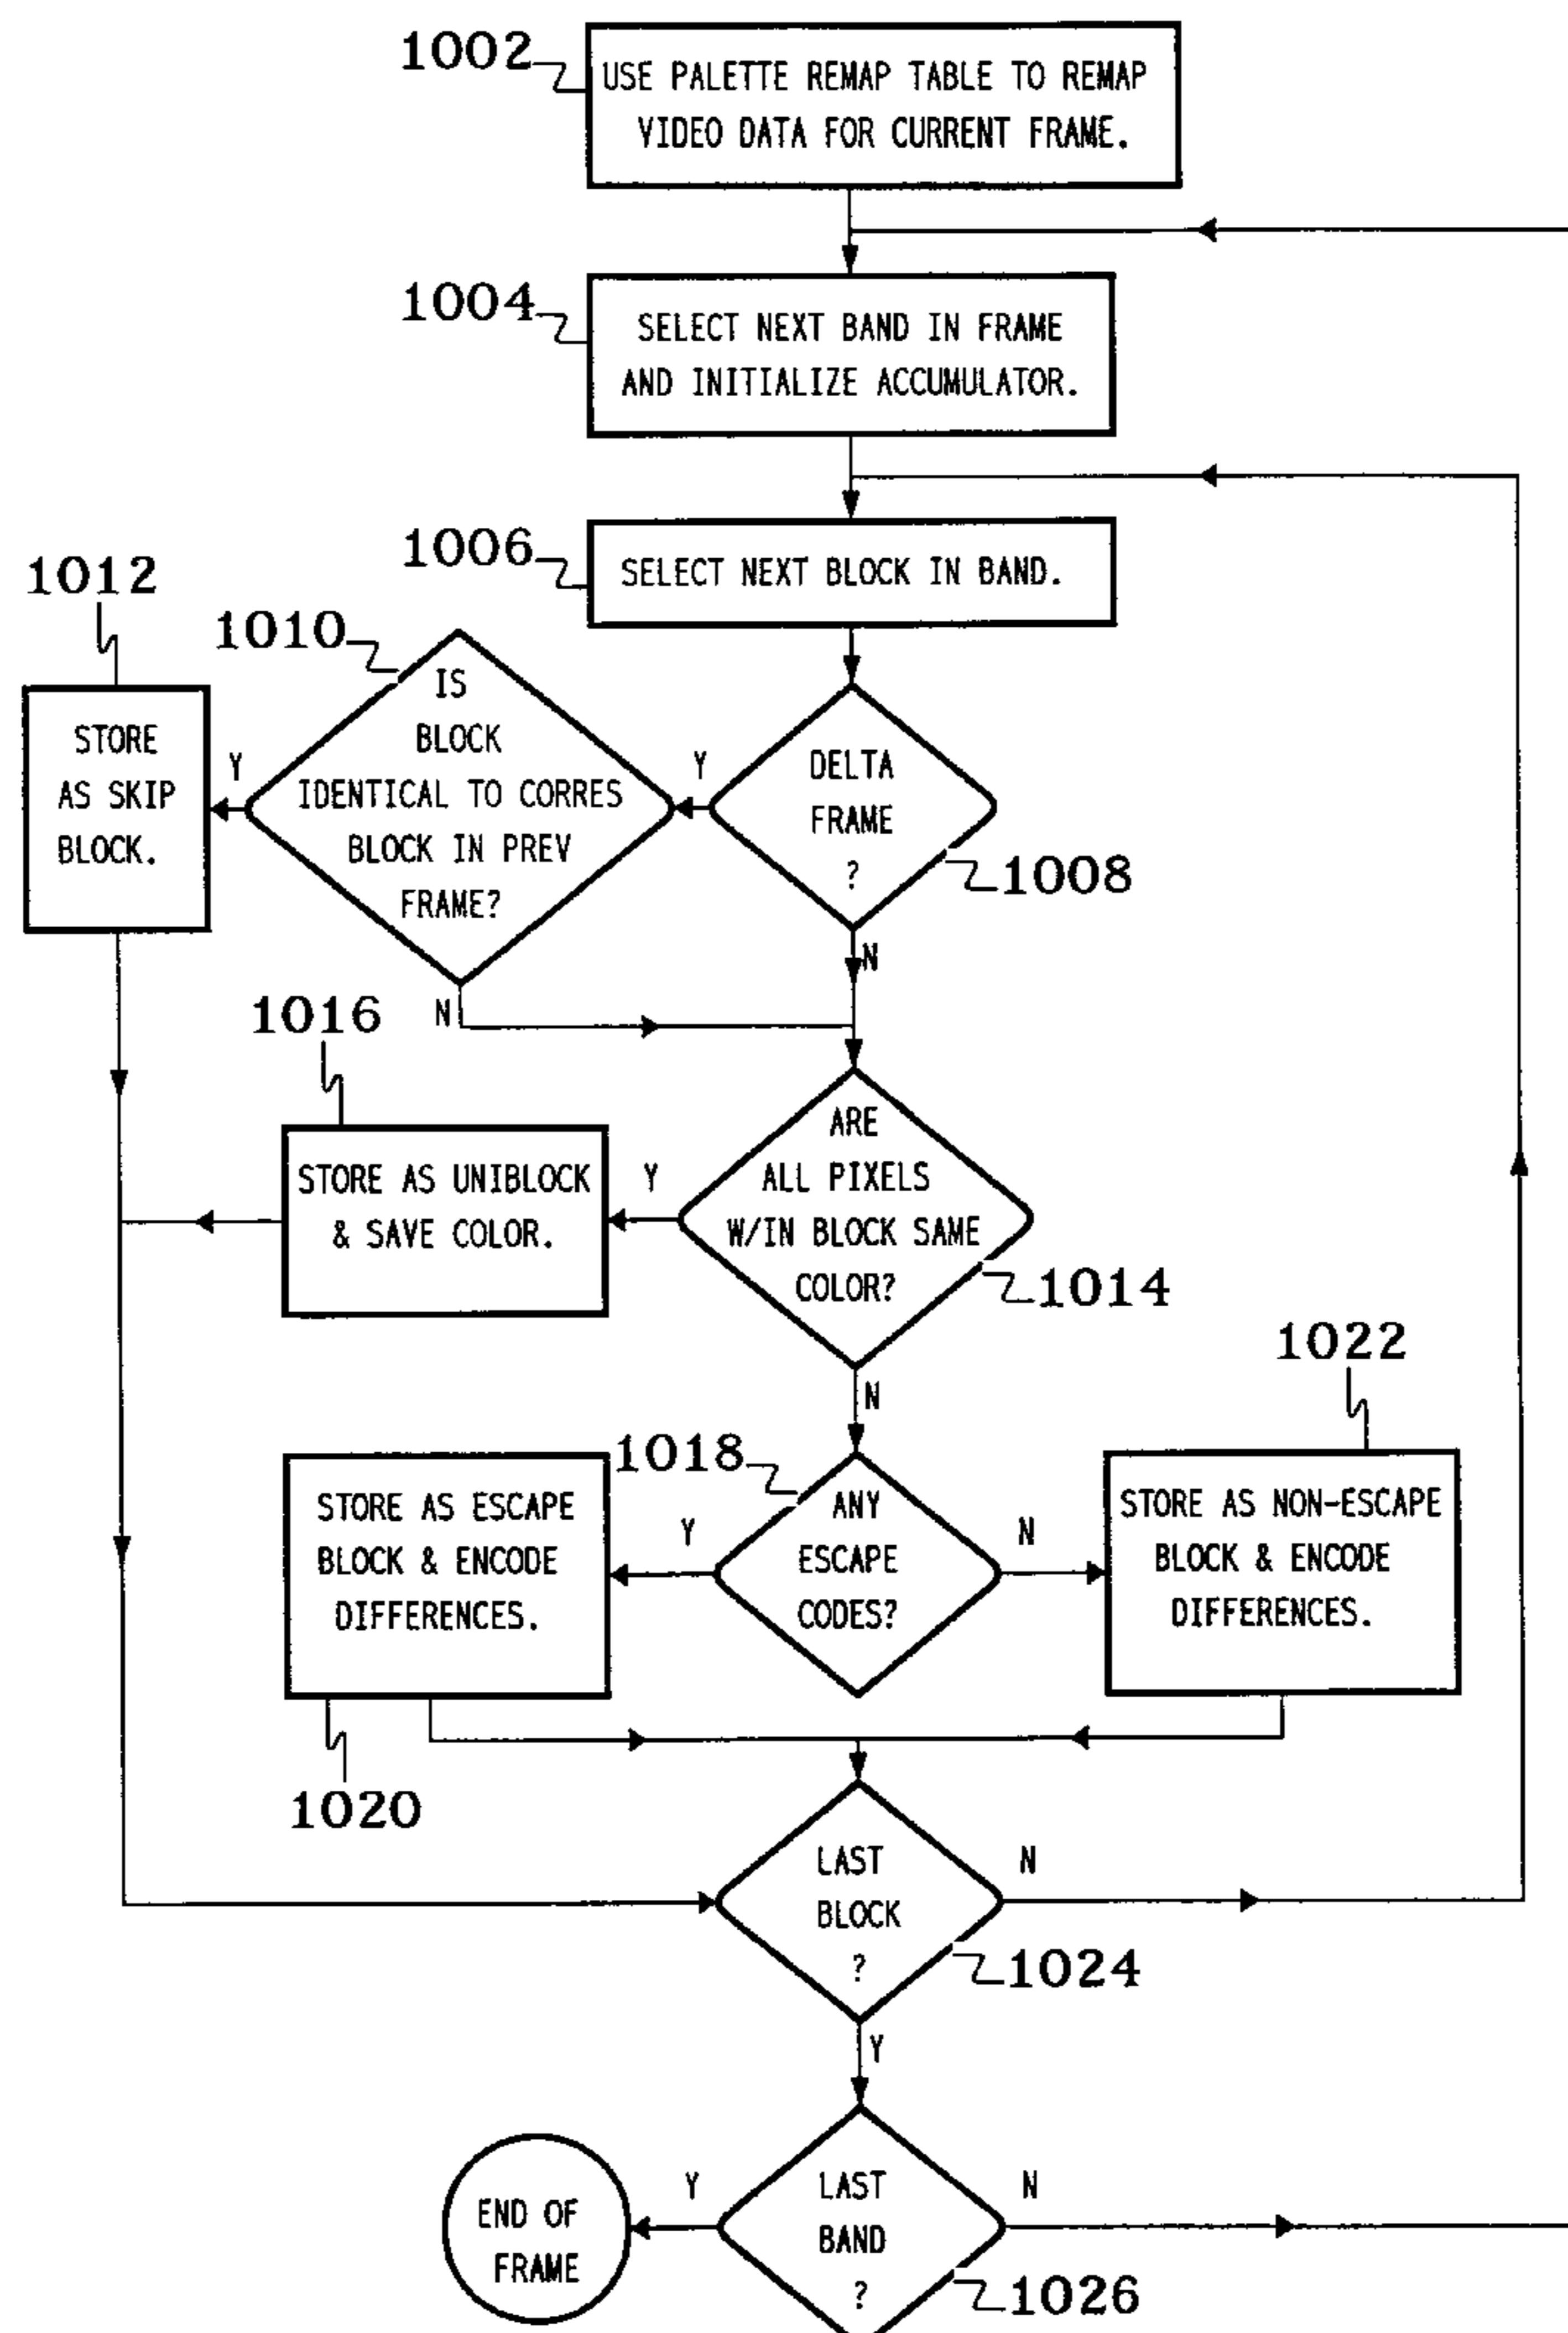 1002
USE PALETTE REMAP TABLE TO REMAP
VIDEO DATA FOR CURRENT FRAME.
1004
SELECT NEXT BAND IN FRAME
AND INITIALIZE ACCUMULATOR.
1006
SELECT NEXT BLOCK IN BAND.
1012
STORE
AS SKIP
BLOCK.
Y
1010
IS
BLOCK
IDENTICAL TO CORRES
BLOCK IN PREV
FRAME?
N
Y
DELTA
FRAME
?
1008
N
1016
STORE AS UNIBLOCK
& SAVE COLOR.
Y
ARE
ALL PIXELS
W/IN BLOCK SAME
COLOR?
1014
N
1018
ANY
ESCAPE
CODES?
Y
STORE AS ESCAPE
BLOCK & ENCODE
DIFFERENCES.
1020
N
1022
STORE AS NON-ESCAPE
BLOCK & ENCODE
DIFFERENCES.
LAST
BLOCK
?
1024
N
Y
LAST
BAND
?
1026
N
Y
END OF
FRAME